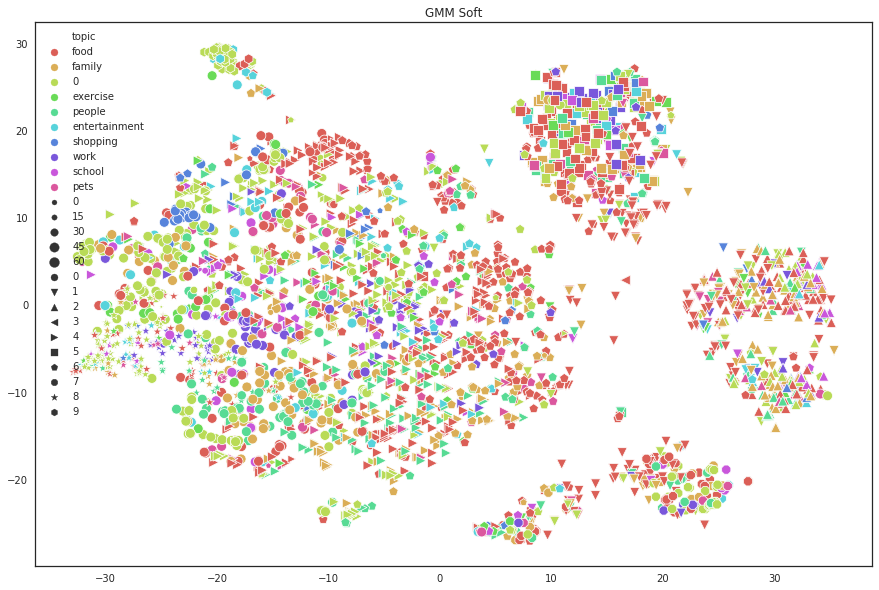 GMM Soft
topic
food
family
0
exercise
people
entertainment
shopping
work
school
pets
0
15
30
45
60
0
1
2
3
4
5
6
7
8
9
30
20
10
0
−10
−20
−30
−20
−10
0
10
20
30